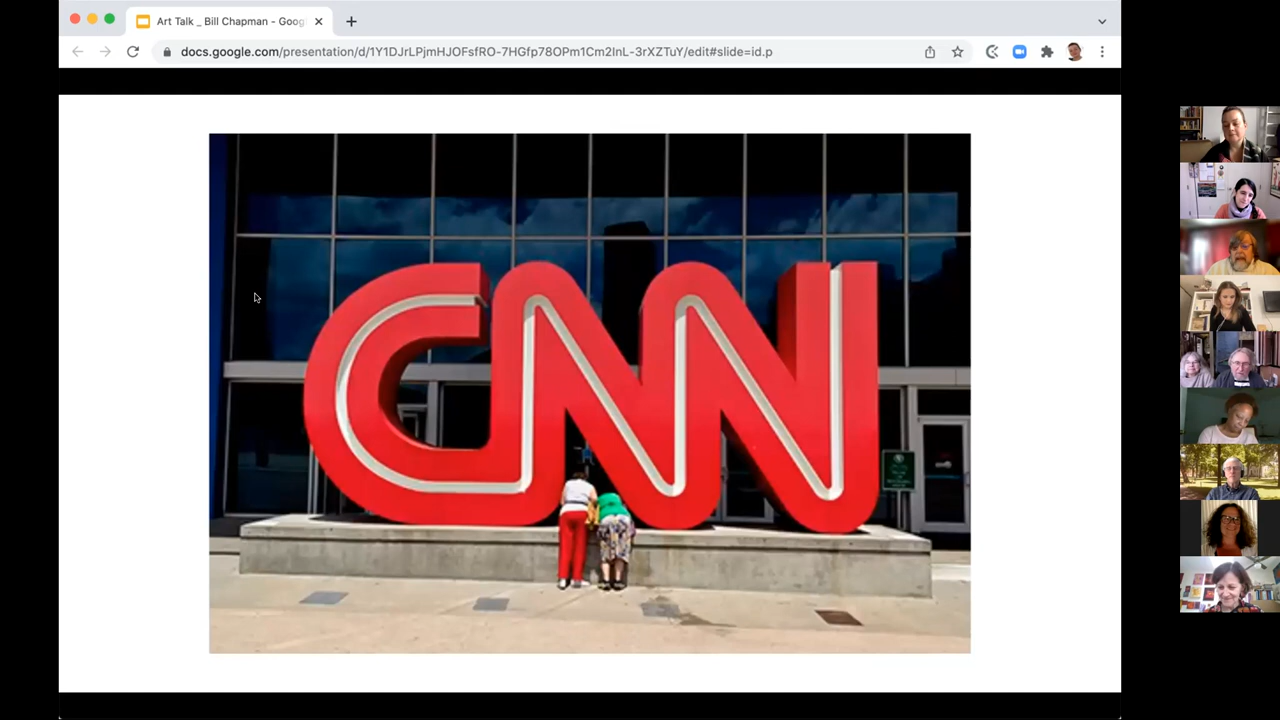 Art Talk _ Bill Chapman - Goog
docs.google.com/presentation/d/1Y1DJrLPjmHJOFsfRO-7HGfp78OPm1Cm2InL-3rXZTuY/edit#slide=id.p
CNN